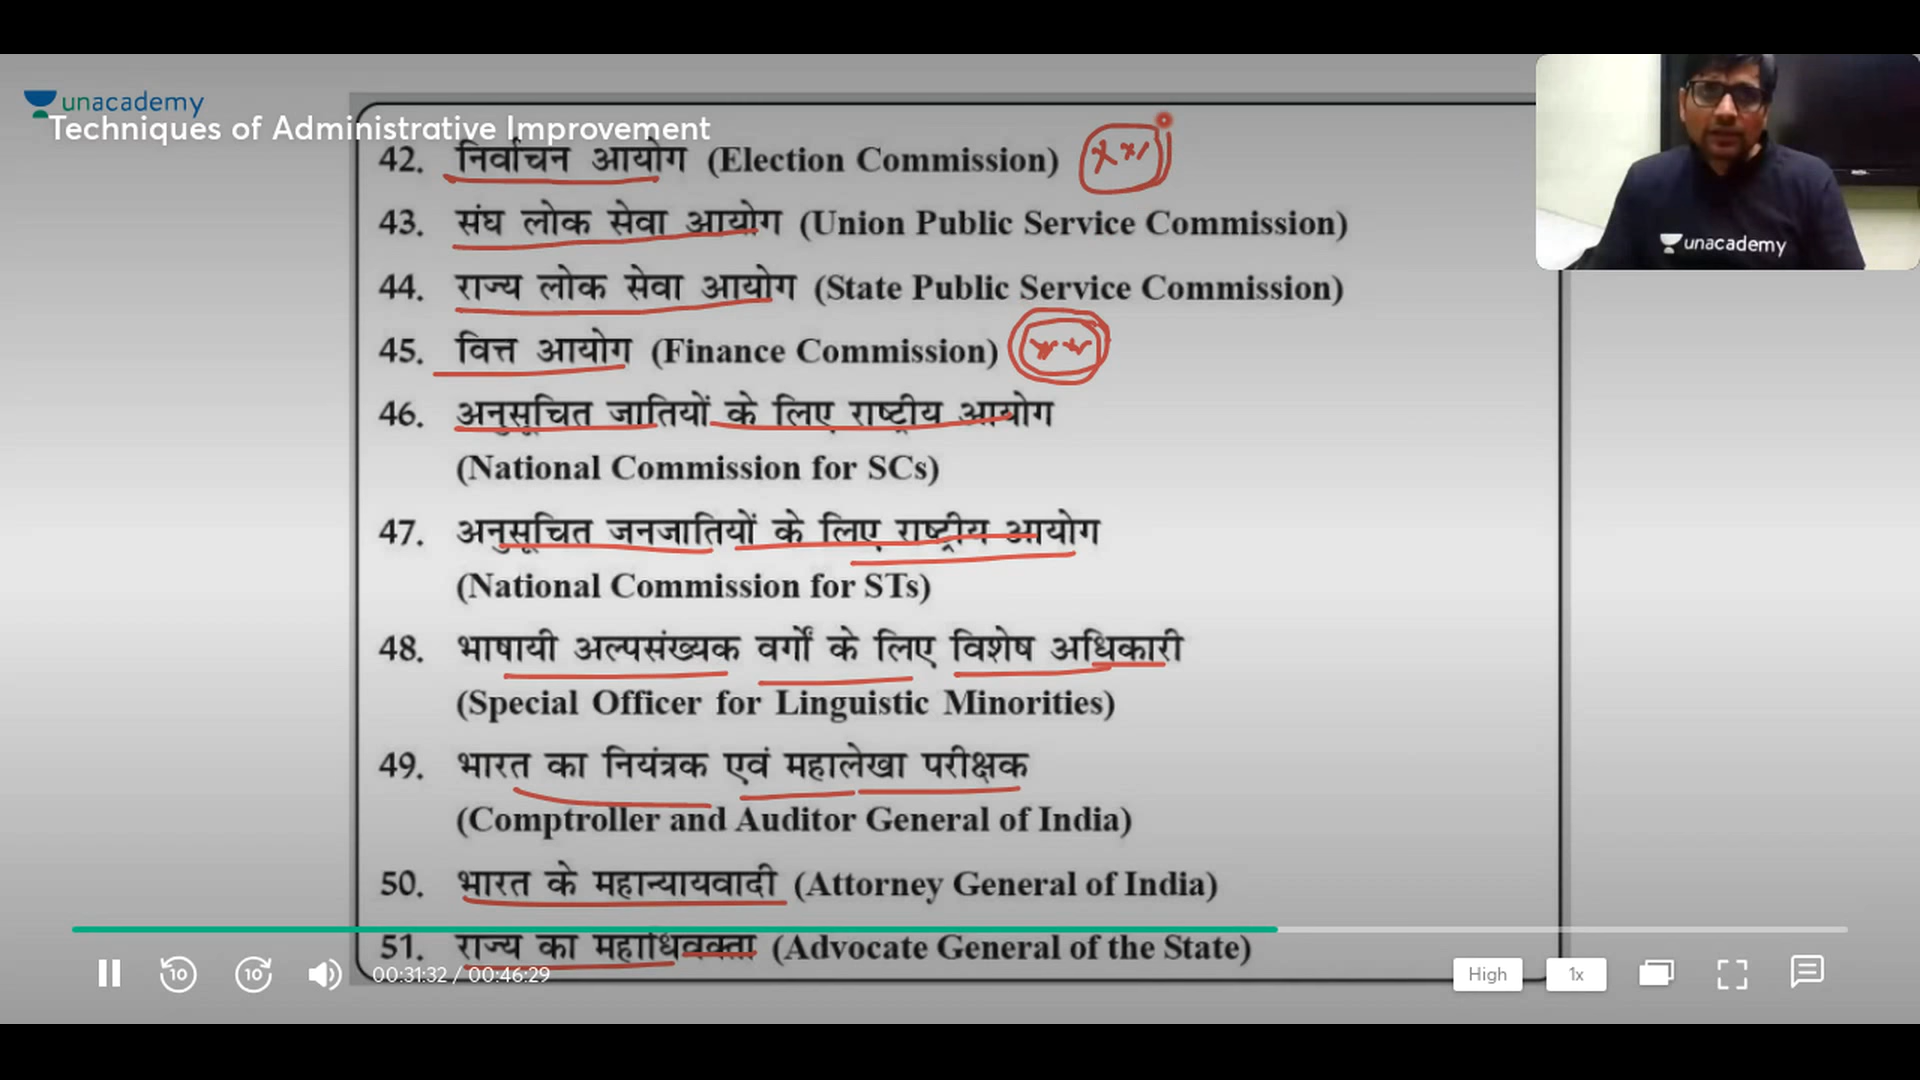 unacademy
Techniques of Administrative Improvement
42. निर्वाचन आयोग (Election Commission)
43. संघ लोक सेवा आयोग (Union Public Service Commission)
44. राज्य लोक सेवा आयोग (State Public Service Commission)
45. वित्त आयोग (Finance Commission)
46. अनुसूचित जातियों के लिए राष्ट्रीय आयोग
(National Commission for SCs)
47. अनुसूचित जनजातियों के लिए राष्ट्रीय आयोग
(National Commission for STs)
48. भाषायी अल्पसंख्यक वर्गों के लिए विशेष अधिकारी
(Special Officer for Linguistic Minorities)
49. भारत का नियंत्रक एवं महालेखा परीक्षक
(Comptroller and Auditor General of India)
50. भारत के महान्यायवादी (Attorney General of India)
51. राज्य का महाधिवक्ता (Advocate General of the State)
unacademy
10
10
00:31:32 / 00:46:29
High
1x